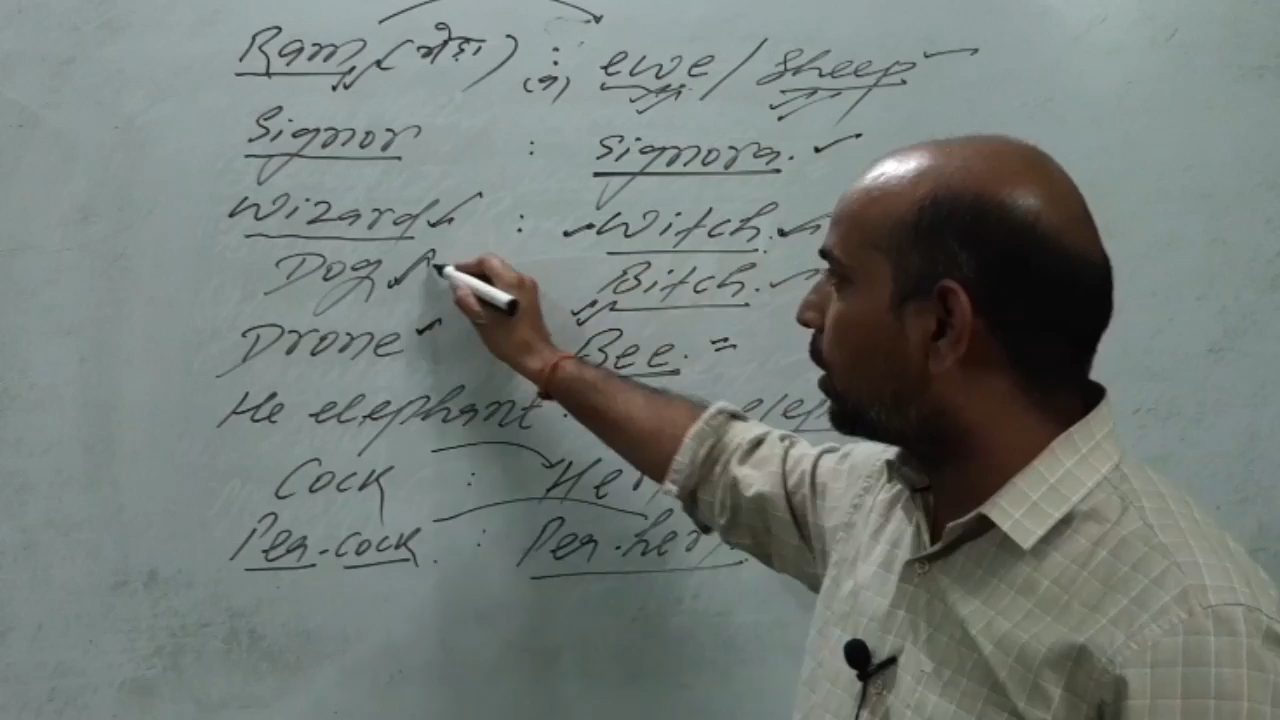 Ram (भेड़ा) : ewe / sheep
(न)
Signor : Signora.
Wizard : Witch.
Dog Bitch.
Drone Bee.
He elephant : elep
Cock : Hen
Pea-cock : Pea-hen